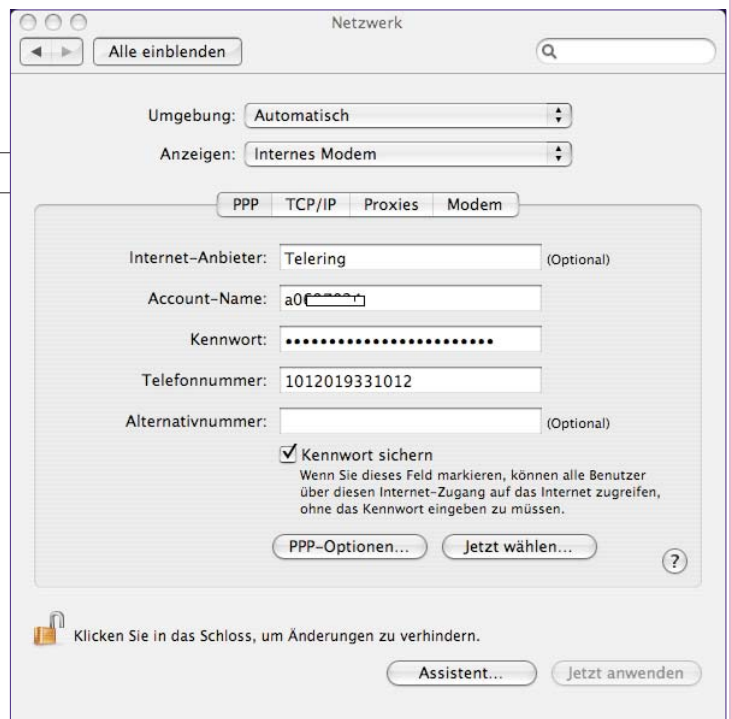 Netzwerk
Alle einblenden
Umgebung: Automatisch
Anzeigen: Internes Modem
PPP TCP/IP Proxies Modem
Internet-Anbieter: Telering (Optional)
Account-Name:
Kennwort: ••••••••••••••••••••••••
Telefonnummer: 1012019331012
Alternativnummer: (Optional)
Kennwort sichern
Wenn Sie dieses Feld markieren, können alle Benutzer
über diesen Internet-Zugang auf das Internet zugreifen,
ohne das Kennwort eingeben zu müssen.
PPP-Optionen... Jetzt wählen...
?
Klicken Sie in das Schloss, um Änderungen zu verhindern.
Assistent... Jetzt anwenden